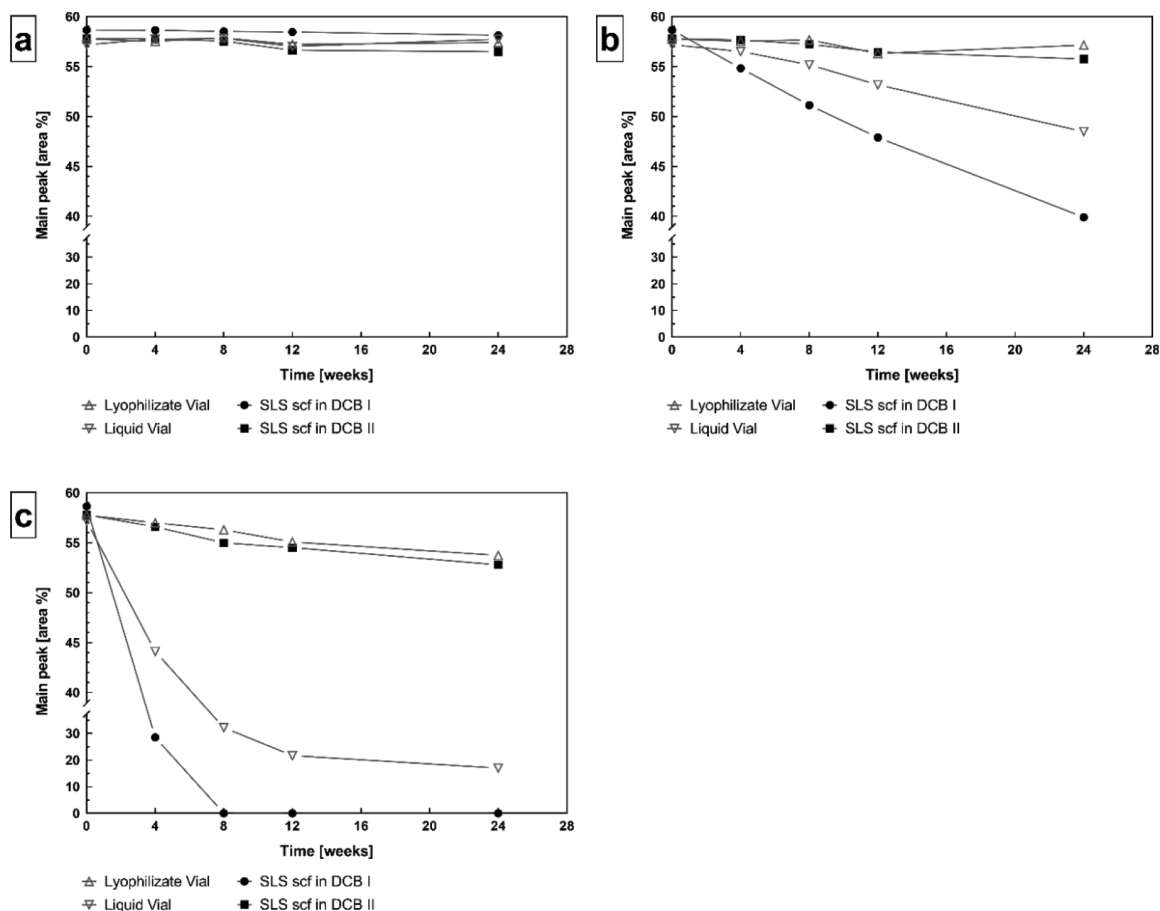 a
Main peak [area %]
60
55
50
45
40
30
20
10
0
0 4 8 12 16 20 24 28
Time [weeks]
Lyophilizate Vial SLS scf in DCB I
Liquid Vial SLS scf in DCB II
b
Main peak [area %]
60
55
50
45
40
30
20
10
0
0 4 8 12 16 20 24 28
Time [weeks]
Lyophilizate Vial SLS scf in DCB I
Liquid Vial SLS scf in DCB II
c
Main peak [area %]
60
55
50
45
40
30
20
10
0
0 4 8 12 16 20 24 28
Time [weeks]
Lyophilizate Vial SLS scf in DCB I
Liquid Vial SLS scf in DCB II